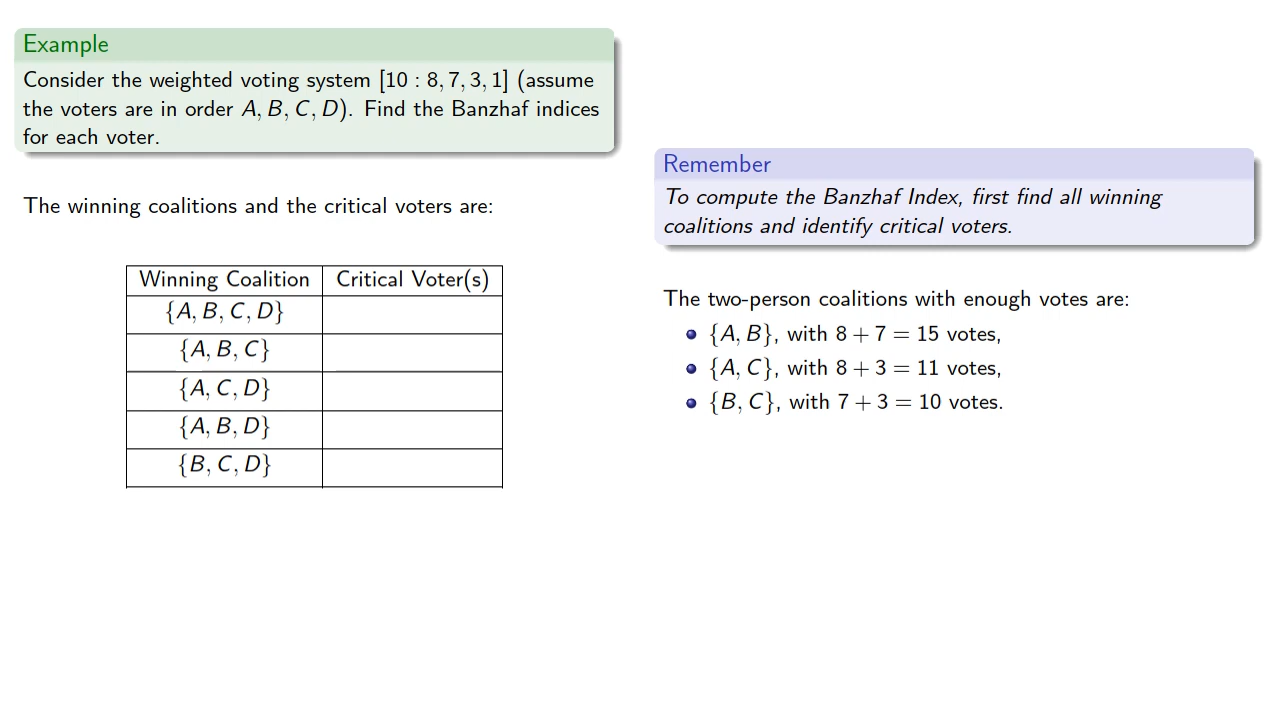 Example
Consider the weighted voting system [10 : 8, 7, 3, 1] (assume
the voters are in order A, B, C, D). Find the Banzhaf indices
for each voter.
The winning coalitions and the critical voters are:
Winning Coalition Critical Voter(s)
{A, B, C, D}
{A, B, C}
{A, C, D}
{A, B, D}
{B, C, D}
Remember
To compute the Banzhaf Index, first find all winning
coalitions and identify critical voters.
The two-person coalitions with enough votes are:
{A, B}, with 8 + 7 = 15 votes,
{A, C}, with 8 + 3 = 11 votes,
{B, C}, with 7 + 3 = 10 votes.